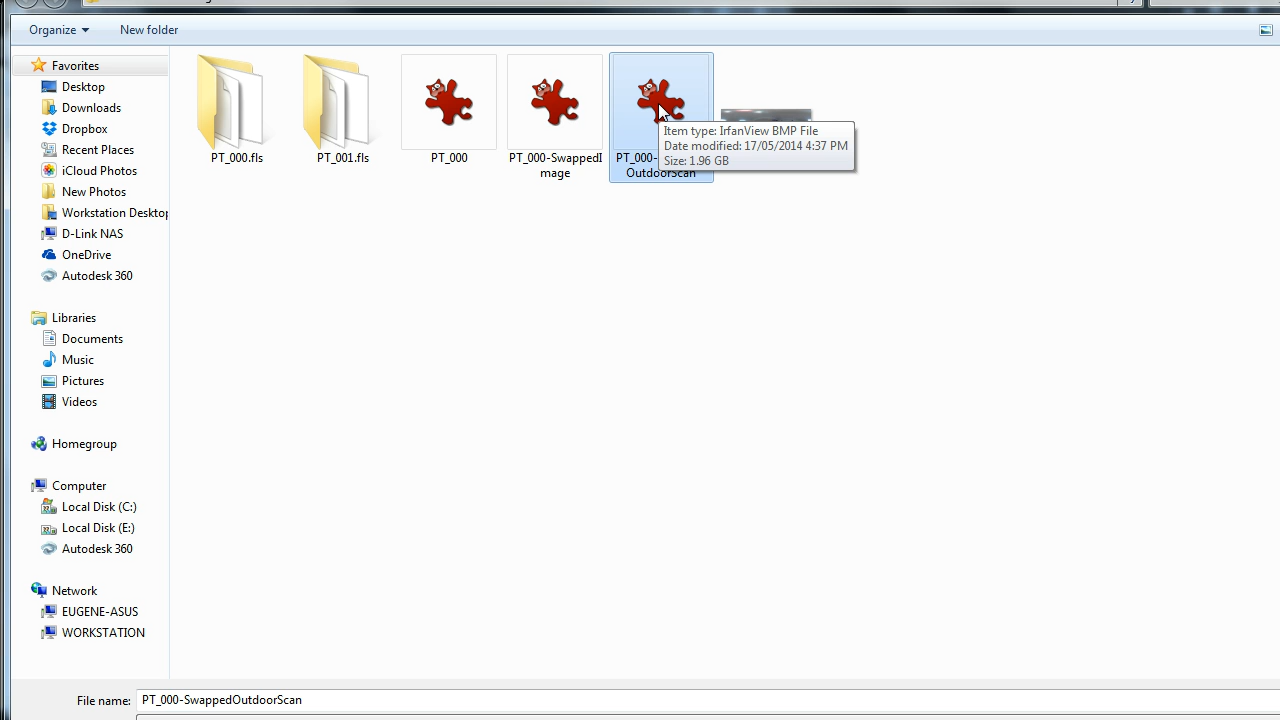 Organize
New folder
Favorites
Desktop
Downloads
Dropbox
Recent Places
iCloud Photos
New Photos
Workstation Desktop
D-Link NAS
OneDrive
Autodesk 360
Libraries
Documents
Music
Pictures
Videos
Homegroup
Computer
Local Disk (C:)
Local Disk (E:)
Autodesk 360
Network
EUGENE-ASUS
WORKSTATION
PT_000.fls
PT_001.fls
PT_000
PT_000-SwappedI
mage
PT_000-
OutdoorScan
Item type: IrfanView BMP File
Date modified: 17/05/2014 4:37 PM
Size: 1.96 GB
File name:
PT_000-SwappedOutdoorScan